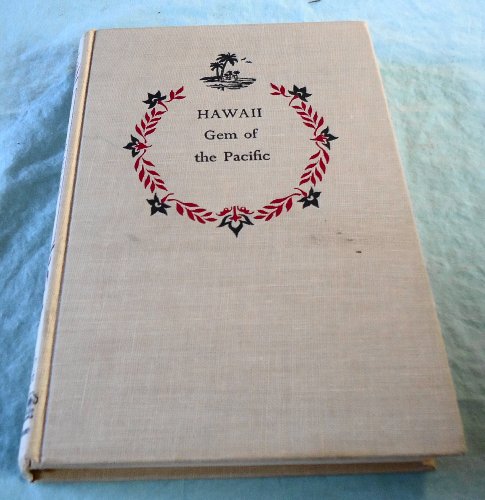 HAWAII
Gem of
the Pacific